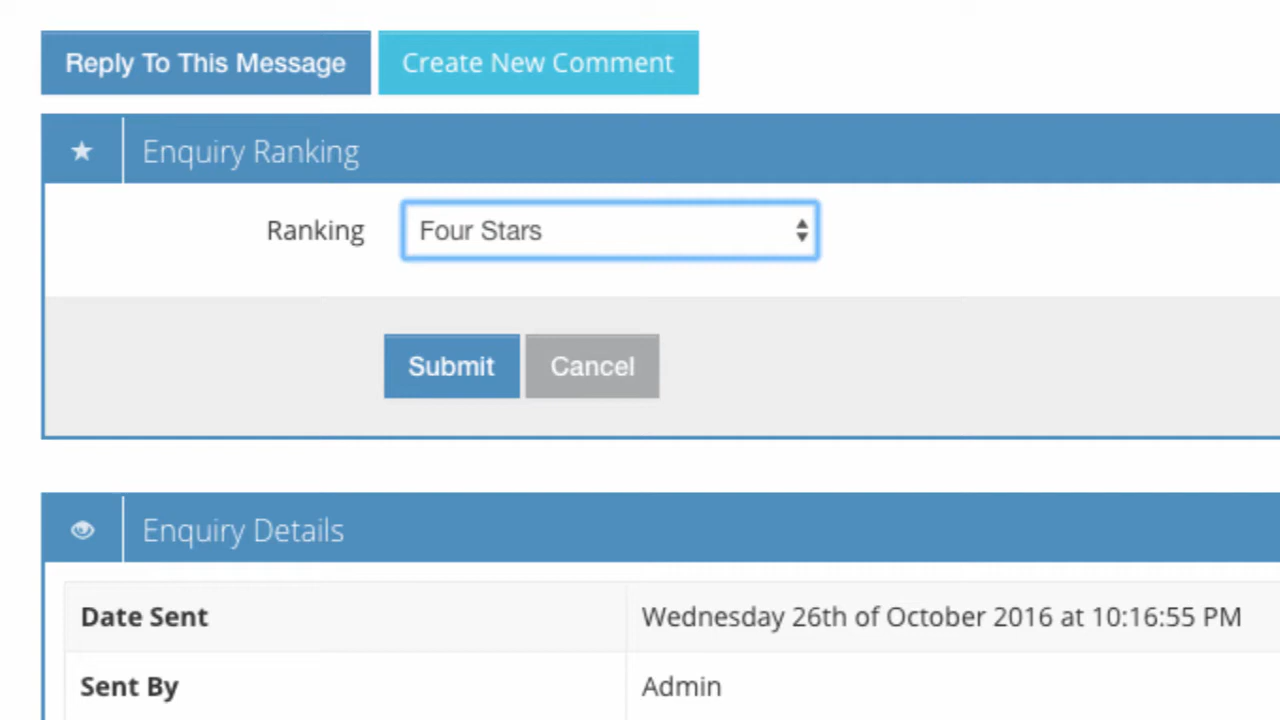 Reply To This Message Create New Comment
Enquiry Ranking
Ranking Four Stars
Submit Cancel
Enquiry Details
Date Sent Wednesday 26th of October 2016 at 10:16:55 PM
Sent By Admin